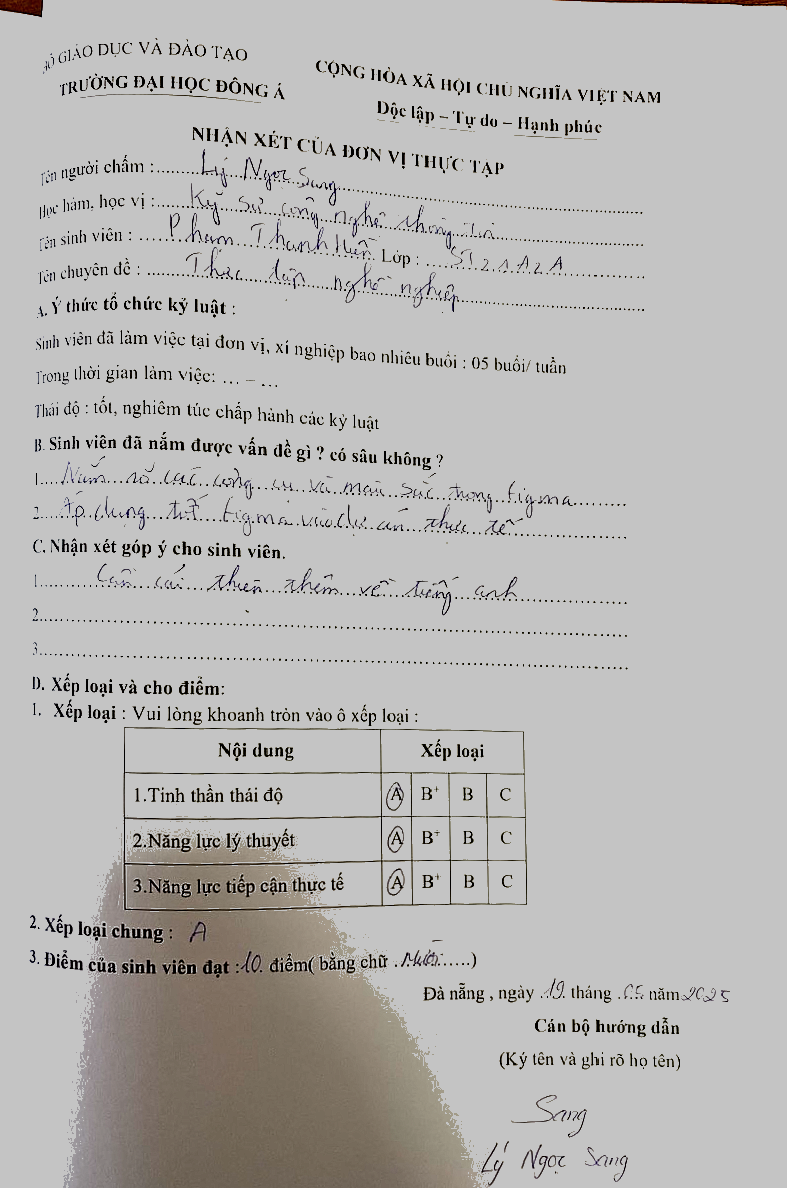 BỘ GIÁO DỤC VÀ ĐÀO TẠO
TRƯỜNG ĐẠI HỌC ĐÔNG Á
CỘNG HÒA XÃ HỘI CHỦ NGHĨA VIỆT NAM
Độc lập – Tự do – Hạnh phúc
NHẬN XÉT CỦA ĐƠN VỊ THỰC TẬP
Tên người chấm : Lý Ngọc Sang
Học hàm, học vị : Kỹ sư công nghệ thông tin
Tên sinh viên : Phạm Thanh Hiền Lớp : ST21A2A
Tên chuyên đề : Thực tập nghề nghiệp
A. Ý thức tổ chức kỷ luật :
Sinh viên đã làm việc tại đơn vị, xí nghiệp bao nhiêu buổi : 05 buổi/ tuần
Trong thời gian làm việc: ... – ...
Thái độ : tốt, nghiêm túc chấp hành các kỷ luật
B. Sinh viên đã nắm được vấn đề gì ? có sâu không ?
1. Nắm rõ các công cụ và màu sắc trong figma
2. Áp dụng tốt figma vào dự án thực tế
C. Nhận xét góp ý cho sinh viên.
1. Cần cải thiện thêm về tiếng anh
2.
3.
D. Xếp loại và cho điểm:
1. Xếp loại : Vui lòng khoanh tròn vào ô xếp loại :
Nội dung Xếp loại
1.Tinh thần thái độ A B+ B C
2.Năng lực lý thuyết A B+ B C
3.Năng lực tiếp cận thực tế A B+ B C
2. Xếp loại chung : A
3. Điểm của sinh viên đạt : 10 điểm( bằng chữ Mười)
Đà nẵng , ngày 19 tháng 05 năm 2025
Cán bộ hướng dẫn
(Ký tên và ghi rõ họ tên)
Sang
Lý Ngọc Sang